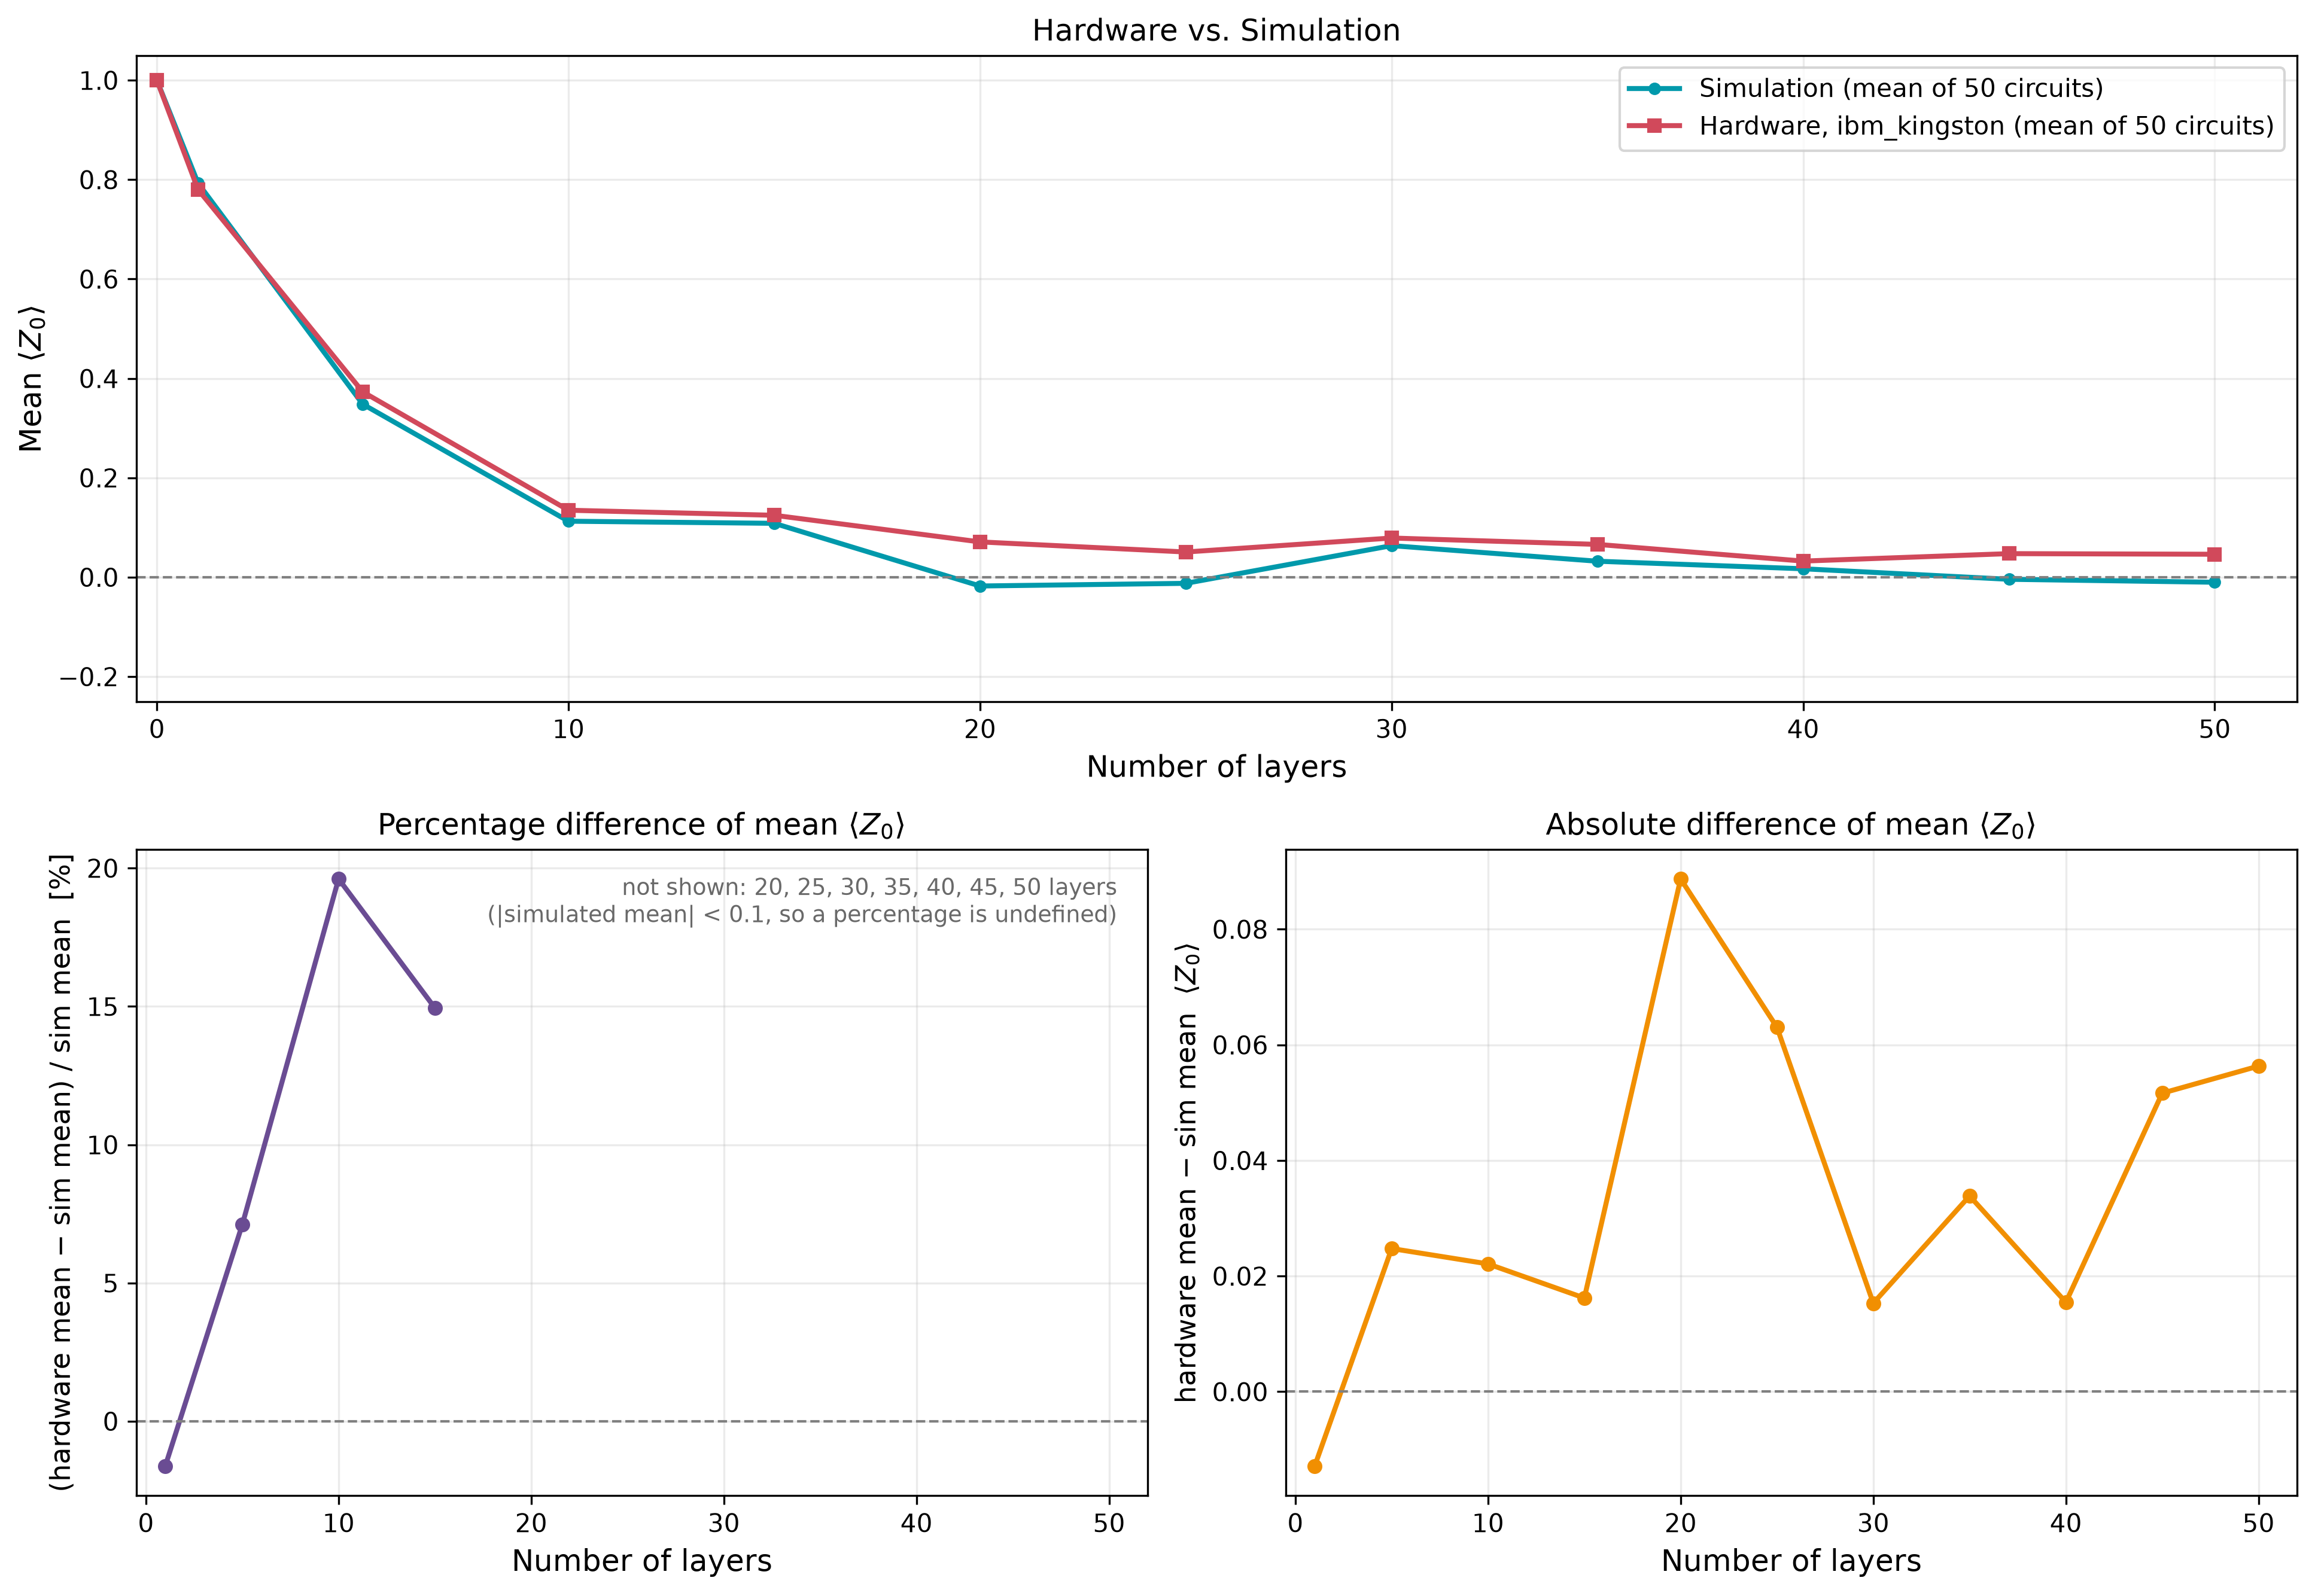 Hardware vs. Simulation
Simulation (mean of 50 circuits)
Hardware, ibm_kingston (mean of 50 circuits)
Mean ⟨Z₀⟩
1.0
0.8
0.6
0.4
0.2
0.0
−0.2
0 10 20 30 40 50
Number of layers
Percentage difference of mean ⟨Z₀⟩
(hardware mean − sim mean) / sim mean [%]
20
15
10
5
0
not shown: 20, 25, 30, 35, 40, 45, 50 layers
(|simulated mean| < 0.1, so a percentage is undefined)
0 10 20 30 40 50
Number of layers
Absolute difference of mean ⟨Z₀⟩
hardware mean − sim mean ⟨Z₀⟩
0.08
0.06
0.04
0.02
0.00
0 10 20 30 40 50
Number of layers